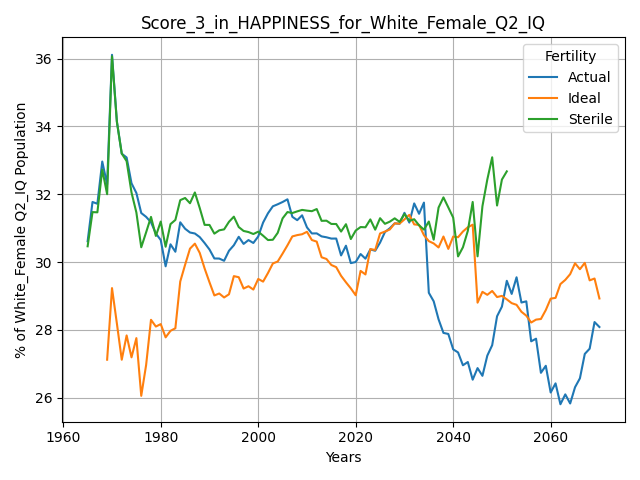 Score_3_in_HAPPINESS_for_White_Female_Q2_IQ
% of White_Female Q2_IQ Population
36
34
32
30
28
26
1960
1980
2000
2020
2040
2060
Years
Fertility
Actual
Ideal
Sterile